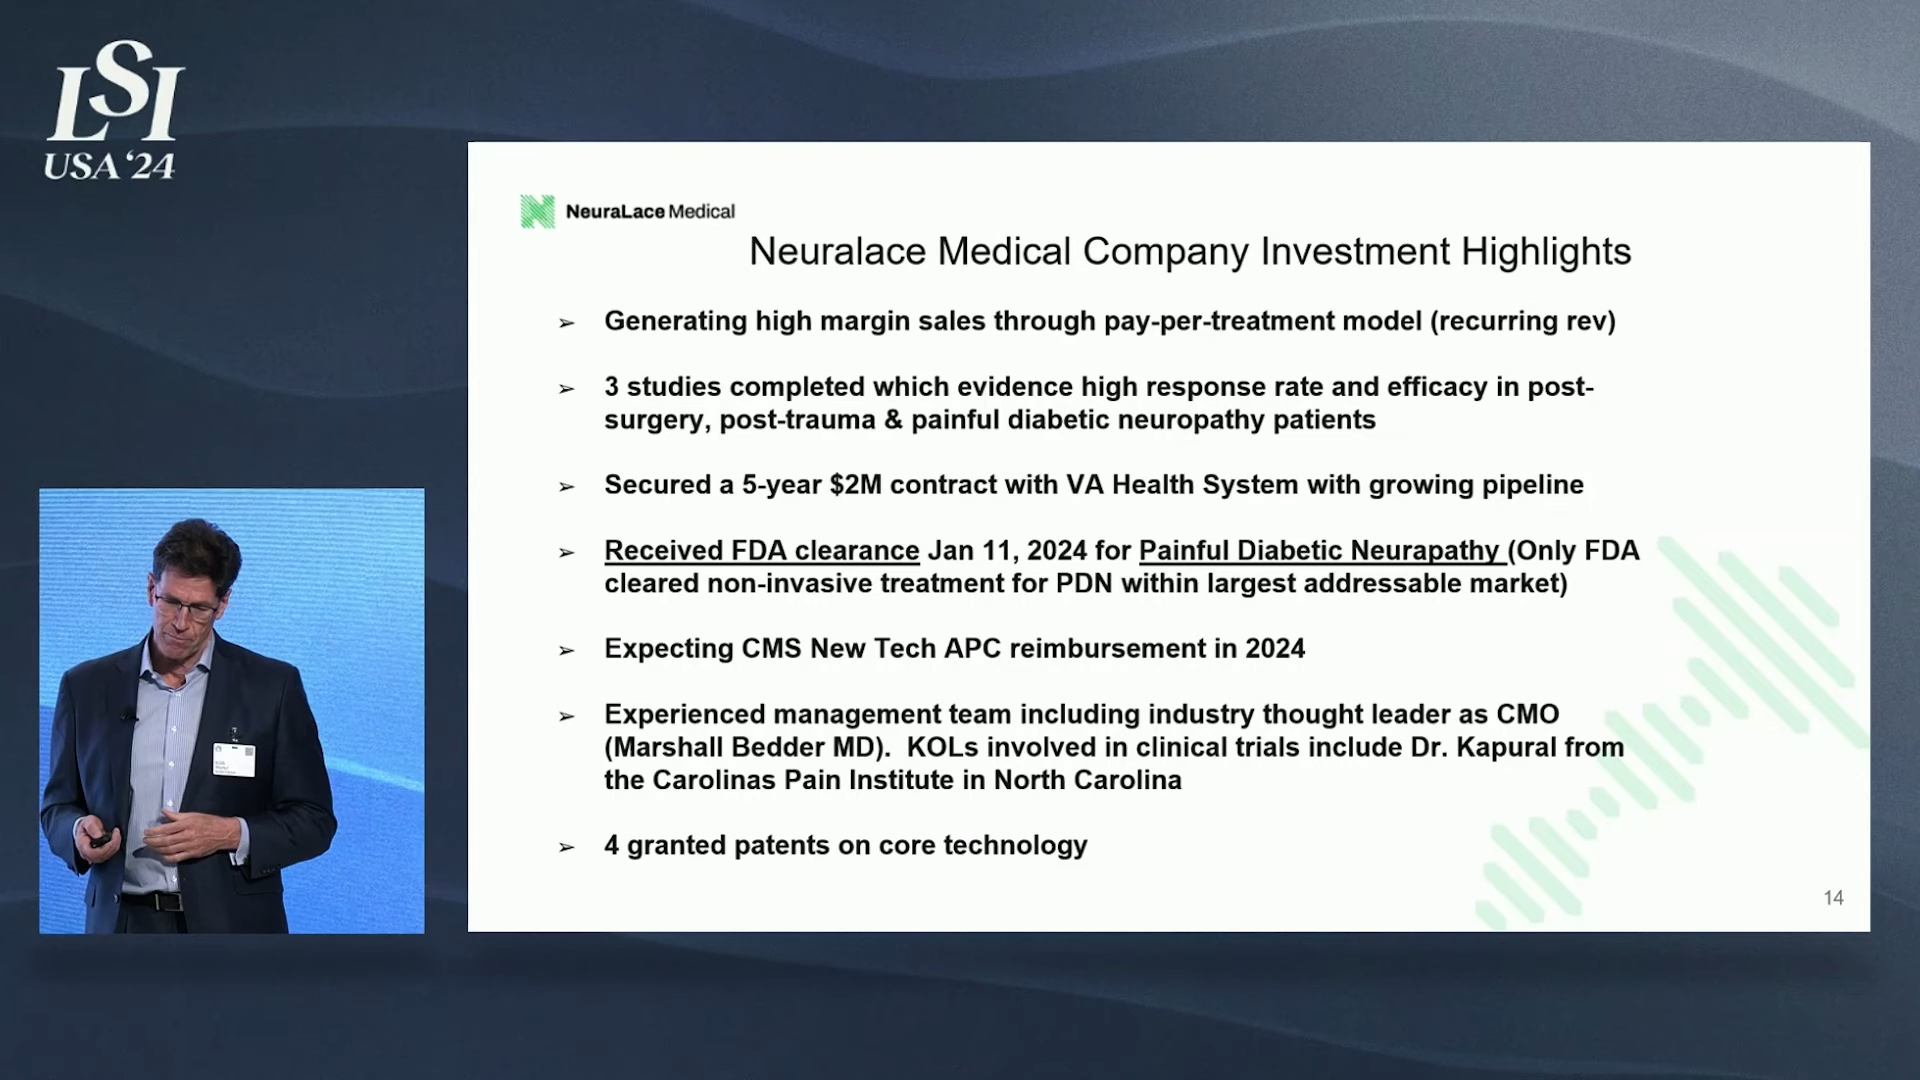 LSI
USA '24
NeuraLace Medical
Neuralace Medical Company Investment Highlights
➢ Generating high margin sales through pay-per-treatment model (recurring rev)
➢ 3 studies completed which evidence high response rate and efficacy in post-
surgery, post-trauma & painful diabetic neuropathy patients
➢ Secured a 5-year $2M contract with VA Health System with growing pipeline
➢ Received FDA clearance Jan 11, 2024 for Painful Diabetic Neurapathy (Only FDA
cleared non-invasive treatment for PDN within largest addressable market)
➢ Expecting CMS New Tech APC reimbursement in 2024
➢ Experienced management team including industry thought leader as CMO
(Marshall Bedder MD). KOLs involved in clinical trials include Dr. Kapural from
the Carolinas Pain Institute in North Carolina
➢ 4 granted patents on core technology
14